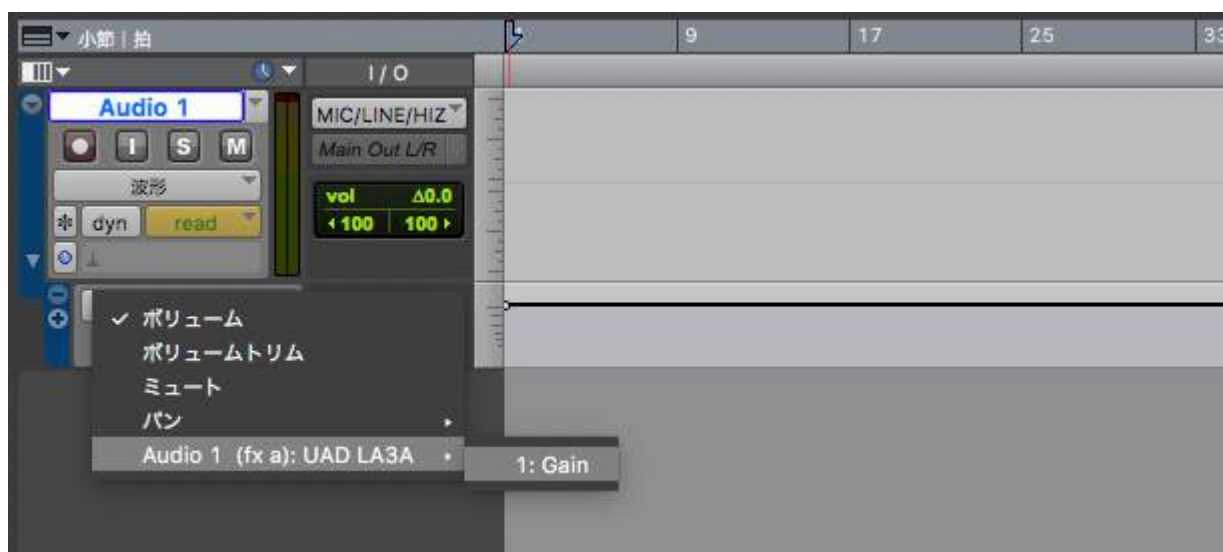 小節 | 拍
9 17 25 33
I / O
Audio 1
MIC/LINE/HIZ
I S M
Main Out L/R
波形
vol Δ0.0
100 100
dyn read
ボリューム
ボリュームトリム
ミュート
パン
Audio 1 (fx a): UAD LA3A
1: Gain